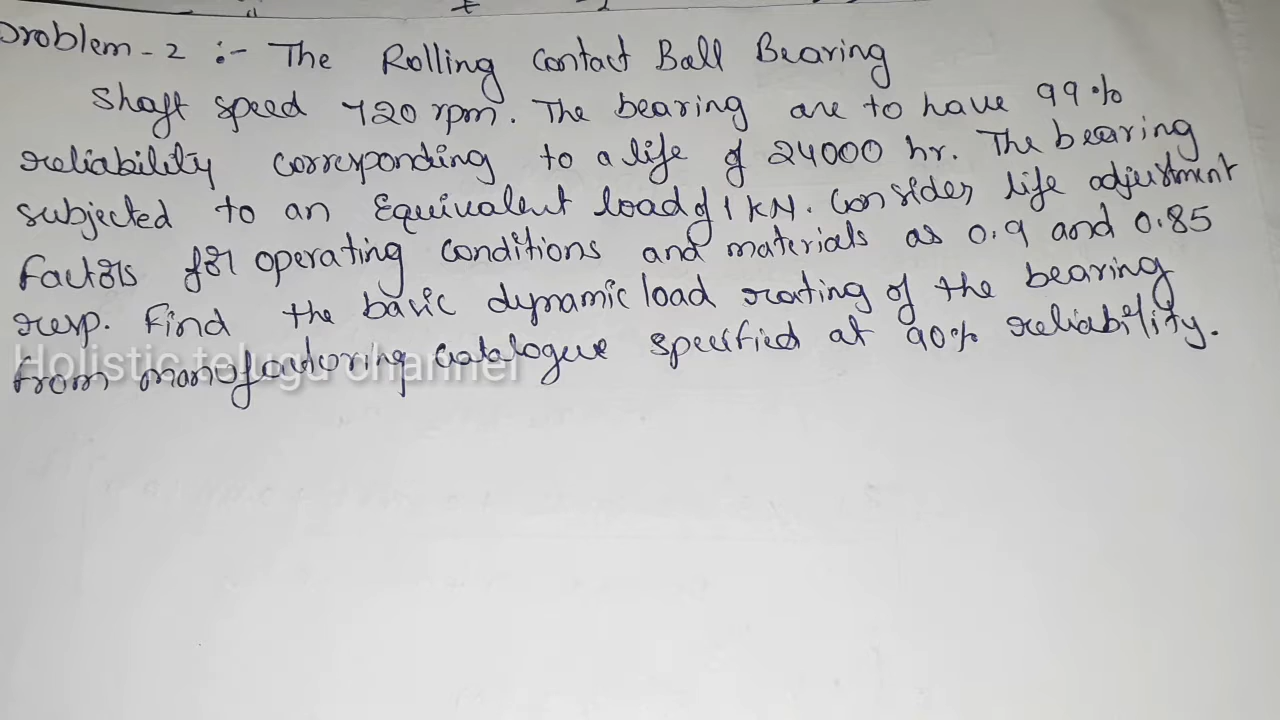 Problem-2 :- The Rolling Contact Ball Bearing
Shaft speed 720 rpm. The bearing are to have 99%
reliability corresponding to a life of 24000 hr. The bearing
subjected to an Equivalent load of 1 KN. Consider life adjustment
factors for operating conditions and materials as 0.9 and 0.85
resp. Find the basic dynamic load rating of the bearing
from manufacturing catalogue specified at 90% reliability.
Holistic telugu channel